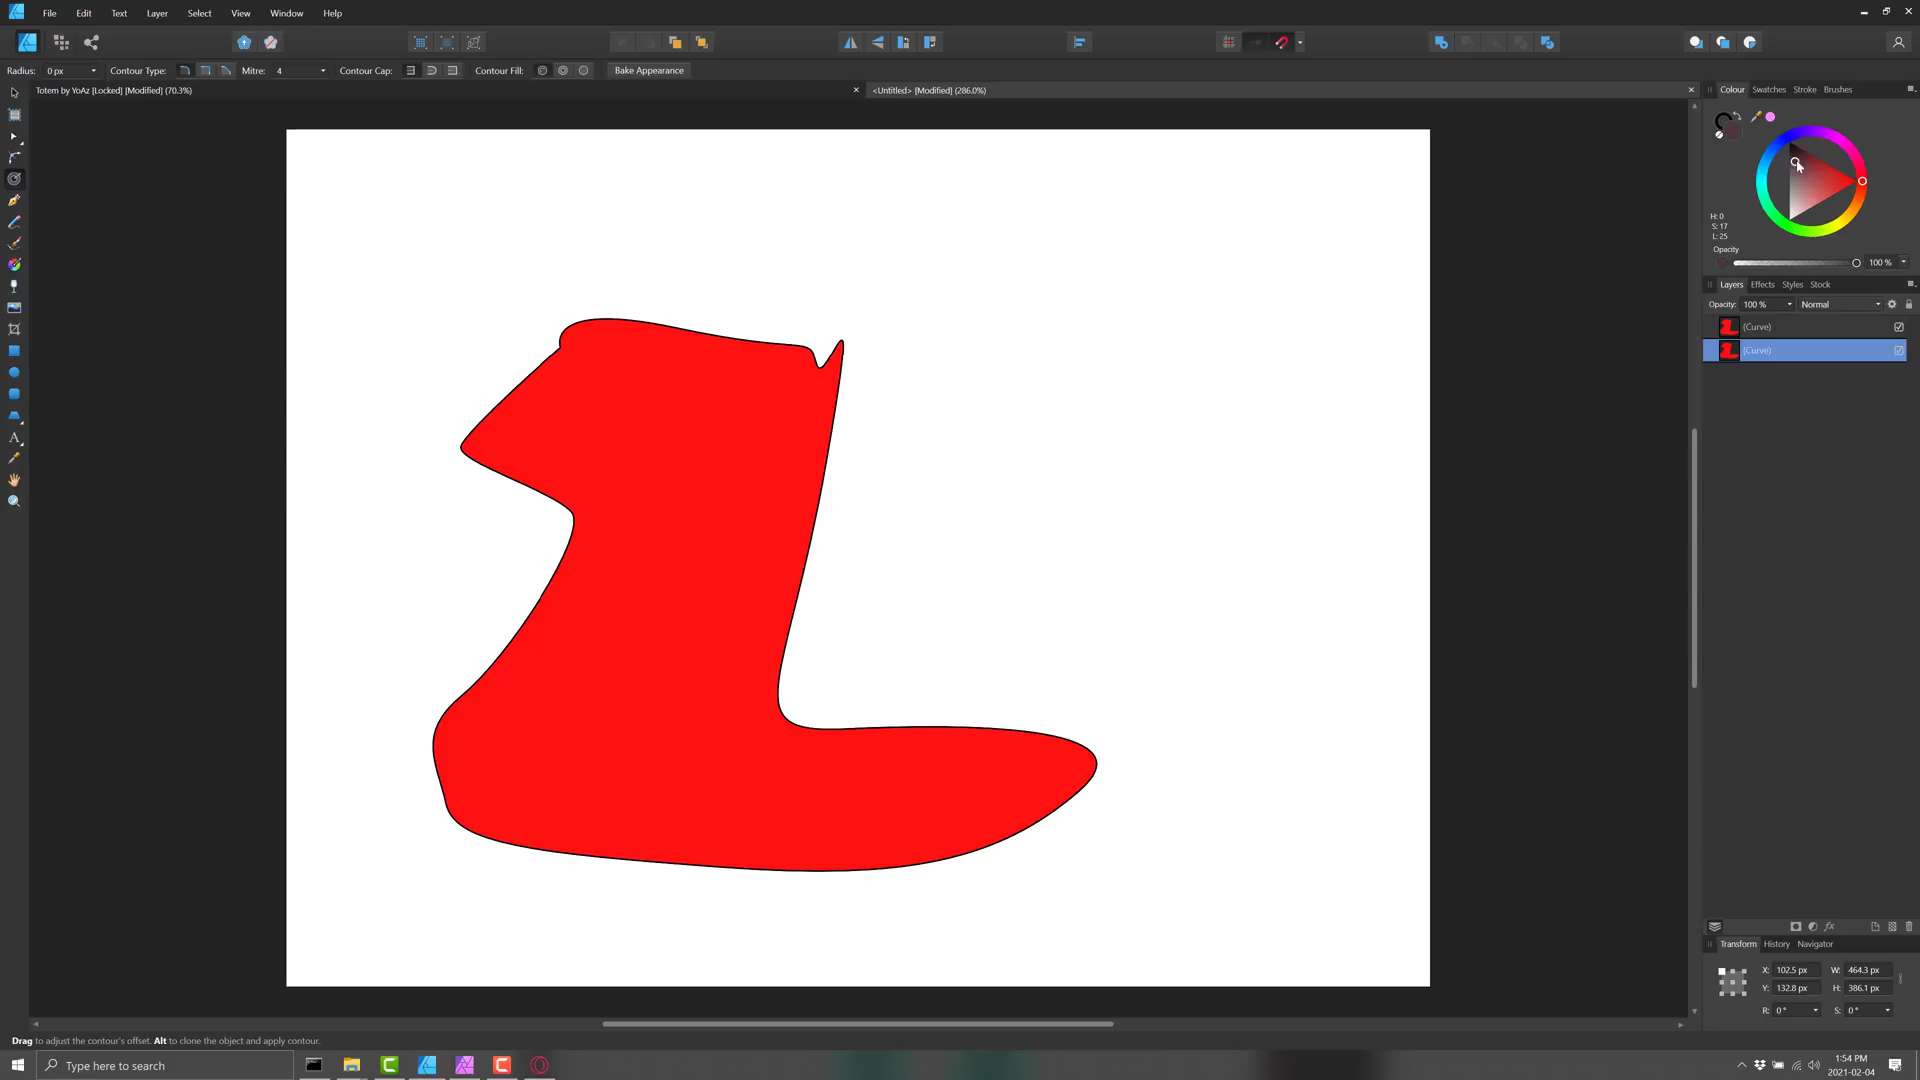 File Edit Text Layer Select View Window Help
Radius: 0 px Contour Type: Mitre: 4 Contour Cap: Contour Fill: Bake Appearance
Totem by YoAz [Locked] [Modified] (70.3%)
<Untitled> [Modified] (286.0%)
Colour Swatches Stroke Brushes
H: 0
S: 17
L: 25
Opacity
100 %
Layers Effects Styles Stock
Opacity: 100 % Normal
(Curve)
(Curve)
Transform History Navigator
X: 102.5 px W: 464.3 px
Y: 132.8 px H: 386.1 px
R: 0 ° S: 0 °
Drag to adjust the contour's offset. Alt to clone the object and apply contour.
Type here to search
1:54 PM
2021-02-04